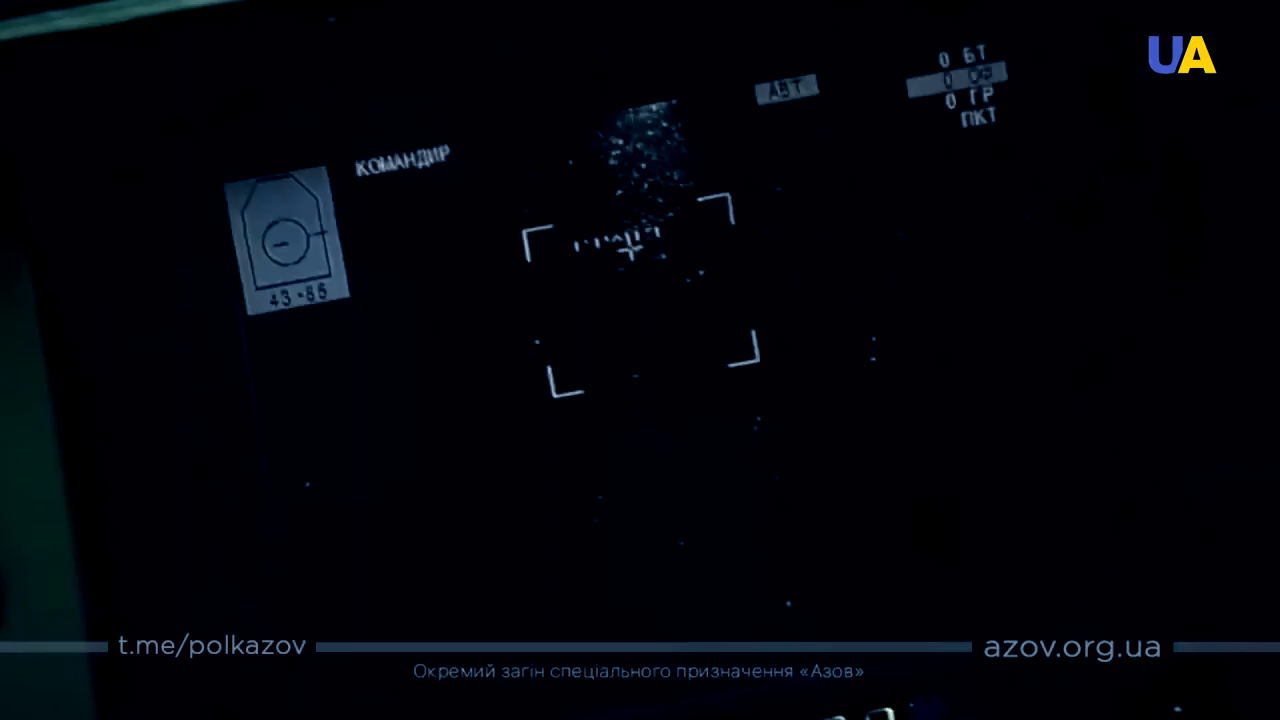 UA
0 БТ
0 ОФ
0 ГР
ПКТ
АВТ
КОМАНДИР
43-85
t.me/polkazov
azov.org.ua
Окремий загін спеціального призначення «Азов»